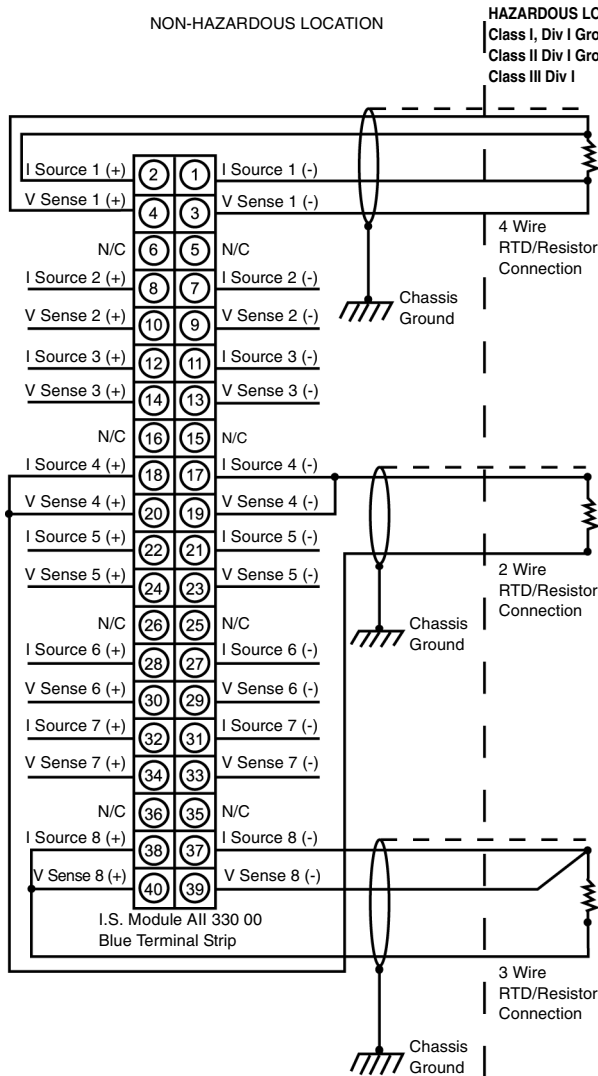 NON-HAZARDOUS LOCATION
HAZARDOUS LO
Class I, Div I Gro
Class II Div I Gro
Class III Div I
I Source 1 (+) 2 1 I Source 1 (-)
V Sense 1 (+) 4 3 V Sense 1 (-)
4 Wire
RTD/Resistor
Connection
N/C 6 5 N/C
I Source 2 (+) 8 7 I Source 2 (-)
Chassis
Ground
V Sense 2 (+) 10 9 V Sense 2 (-)
I Source 3 (+) 12 11 I Source 3 (-)
V Sense 3 (+) 14 13 V Sense 3 (-)
N/C 16 15 N/C
I Source 4 (+) 18 17 I Source 4 (-)
V Sense 4 (+) 20 19 V Sense 4 (-)
I Source 5 (+) 22 21 I Source 5 (-)
V Sense 5 (+) 24 23 V Sense 5 (-)
2 Wire
RTD/Resistor
Connection
N/C 26 25 N/C
Chassis
Ground
I Source 6 (+) 28 27 I Source 6 (-)
V Sense 6 (+) 30 29 V Sense 6 (-)
I Source 7 (+) 32 31 I Source 7 (-)
V Sense 7 (+) 34 33 V Sense 7 (-)
N/C 36 35 N/C
I Source 8 (+) 38 37 I Source 8 (-)
V Sense 8 (+) 40 39 V Sense 8 (-)
I.S. Module AII 330 00
Blue Terminal Strip
3 Wire
RTD/Resistor
Connection
Chassis
Ground